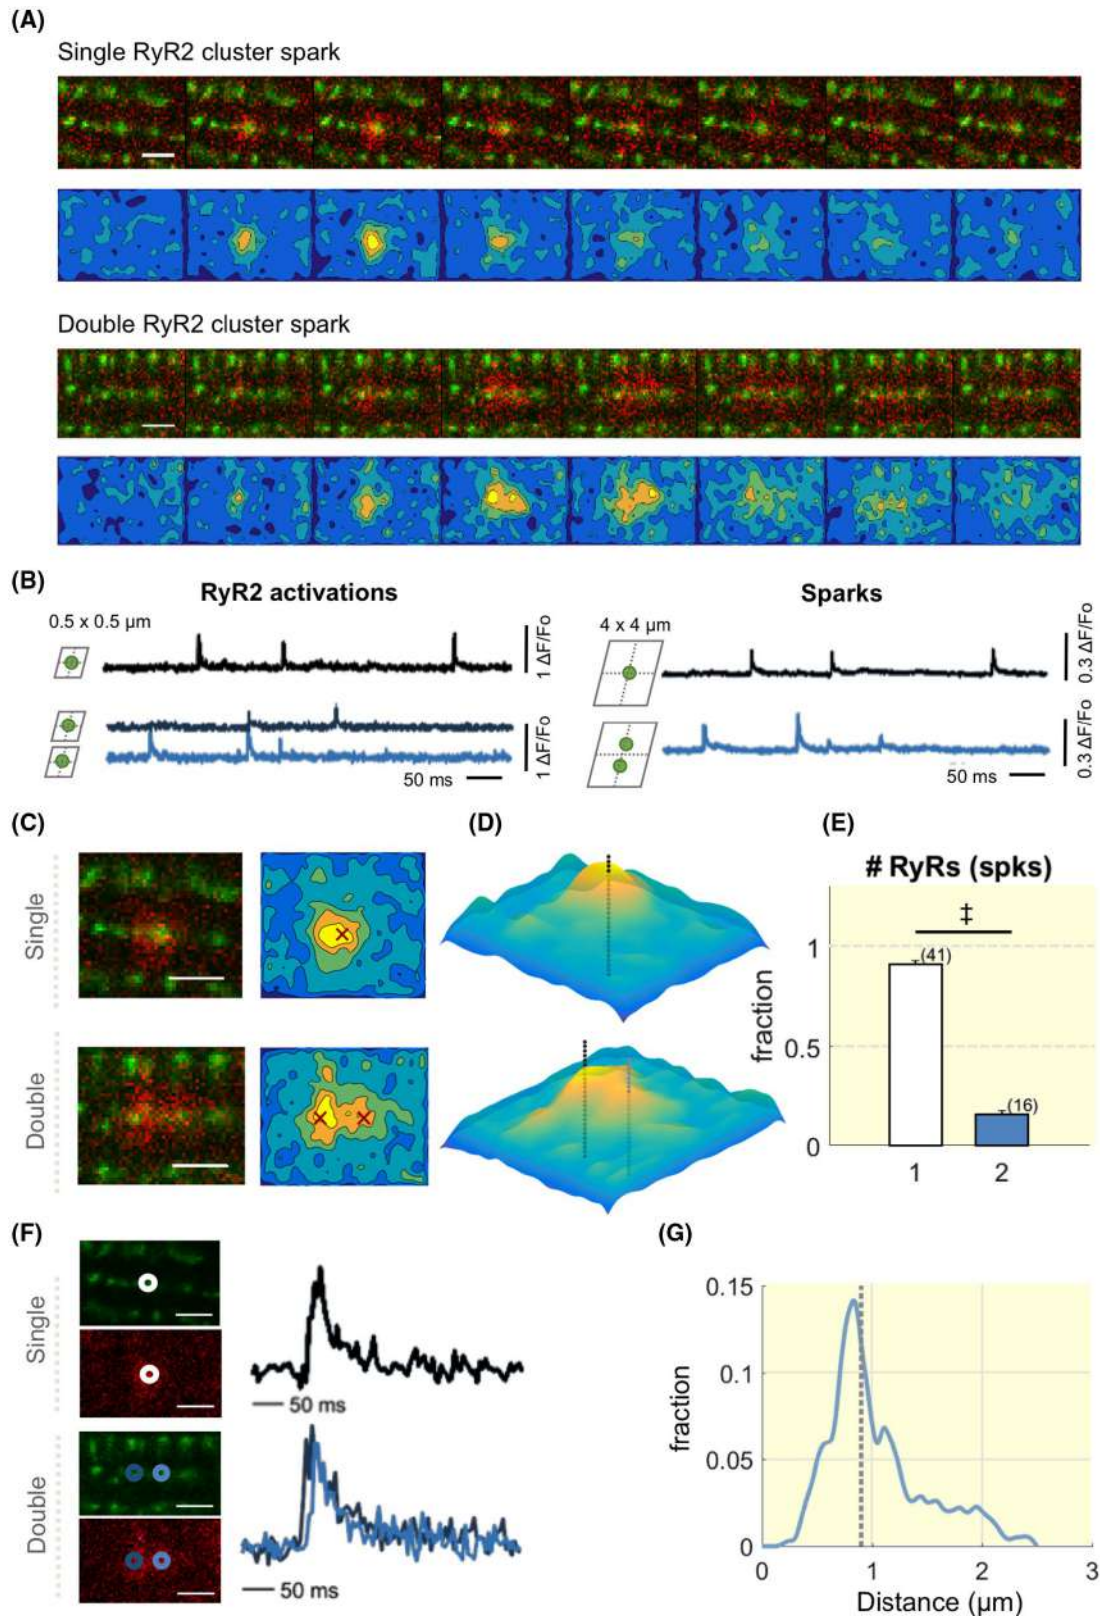 (A)
Single RyR2 cluster spark
Double RyR2 cluster spark
(B)
RyR2 activations
Sparks
0.5 x 0.5 µm
1 ΔF/Fo
4 x 4 µm
0.3 ΔF/Fo
1 ΔF/Fo
0.3 ΔF/Fo
50 ms
50 ms
(C)
(D)
(E)
Single
Double
# RyRs (spks)
‡
1
(41)
fraction
0.5
(16)
0
1
2
(F)
(G)
Single
50 ms
Double
50 ms
0.15
0.1
fraction
0.05
0
0
1
2
3
Distance (µm)